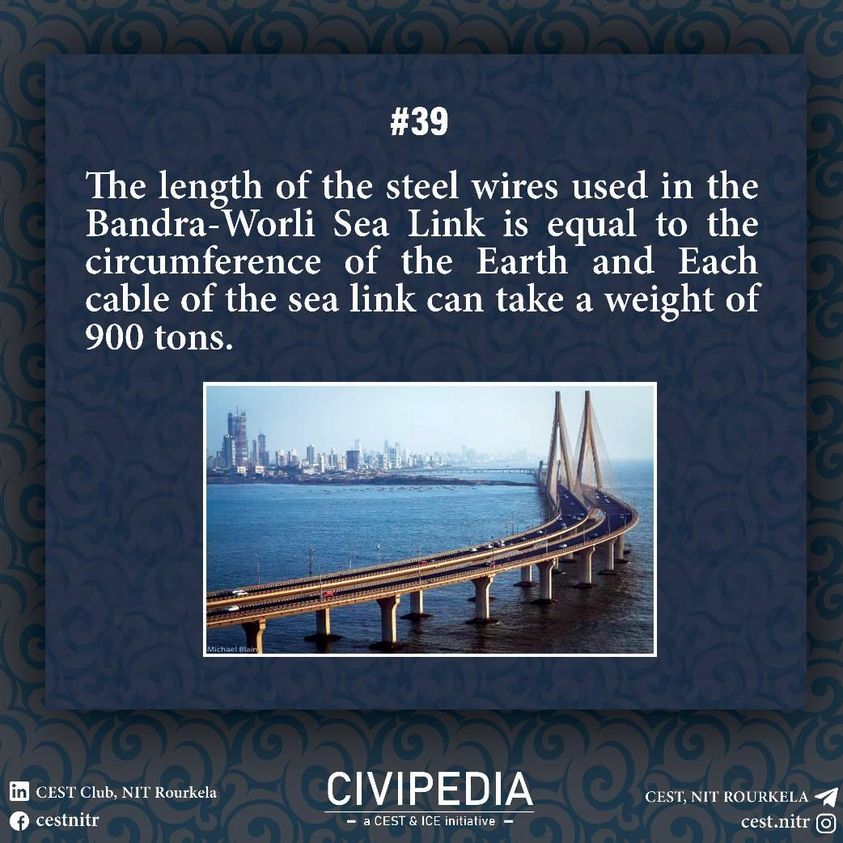 #39
The length of the steel wires used in the
Bandra-Worli Sea Link is equal to the
circumference of the Earth and Each
cable of the sea link can take a weight of
900 tons.
Michael Blain
CEST Club, NIT Rourkela
cestnitr
CIVIPEDIA
– a CEST & ICE initiative –
CEST, NIT ROURKELA
cest.nitr